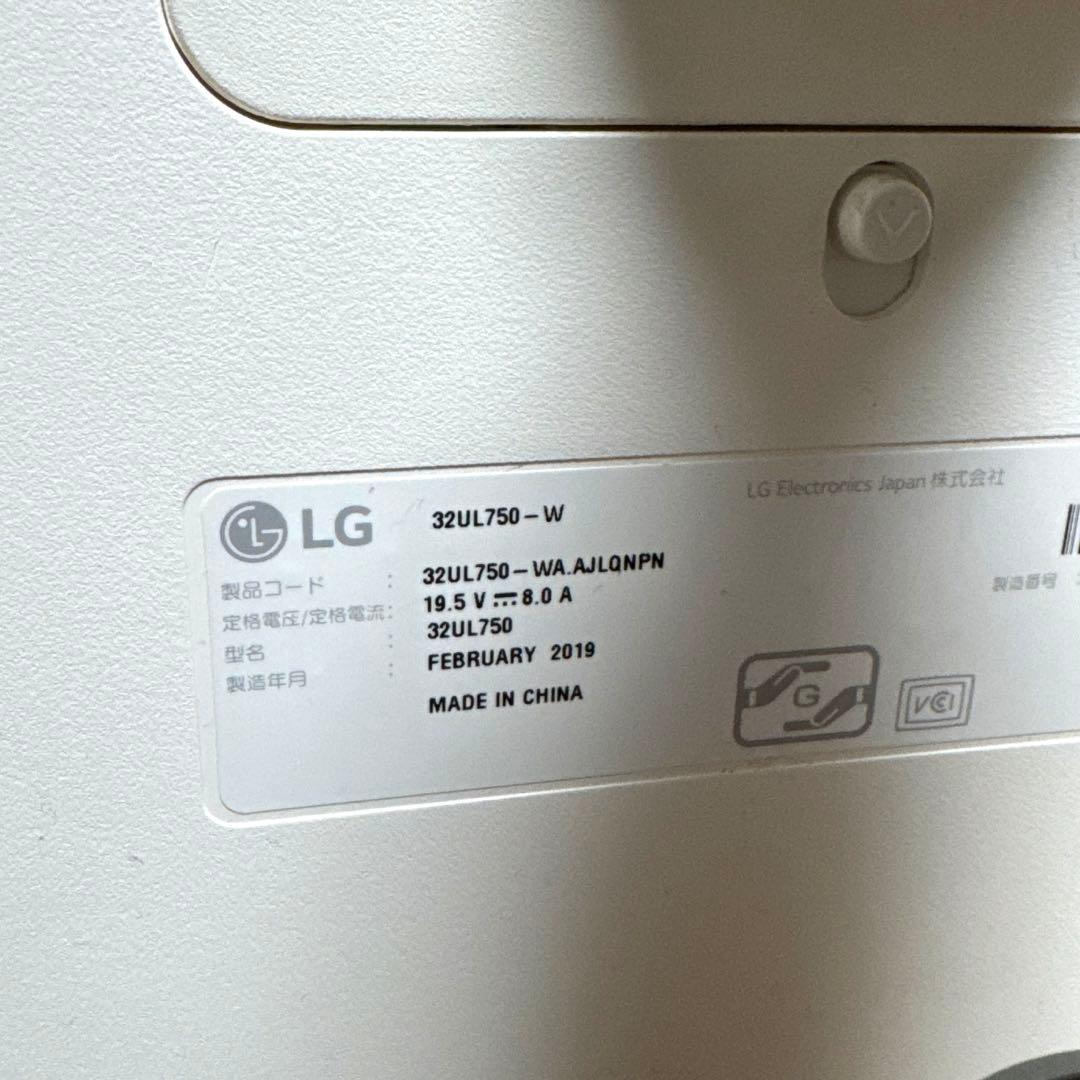 LG 32UL750-W
LG Electronics Japan 株式会社
製品コード : 32UL750-WA.AJLQNPN
定格電圧/定格電流: 19.5 V ⎓ 8.0 A
型名 : 32UL750
製造年月 : FEBRUARY 2019
MADE IN CHINA
製造番号
G
VCCI